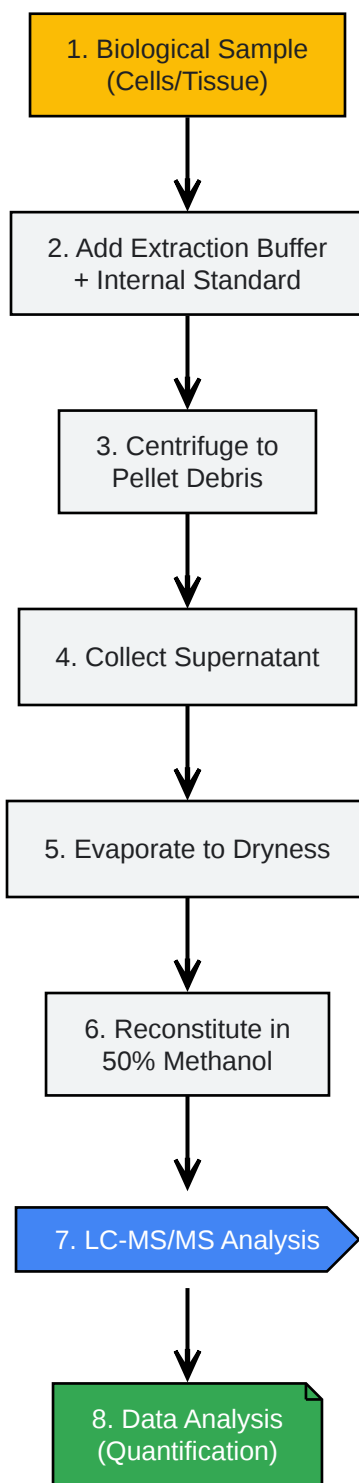 1. Biological Sample
(Cells/Tissue)
2. Add Extraction Buffer
+ Internal Standard
3. Centrifuge to
Pellet Debris
4. Collect Supernatant
5. Evaporate to Dryness
6. Reconstitute in
50% Methanol
7. LC-MS/MS Analysis
8. Data Analysis
(Quantification)